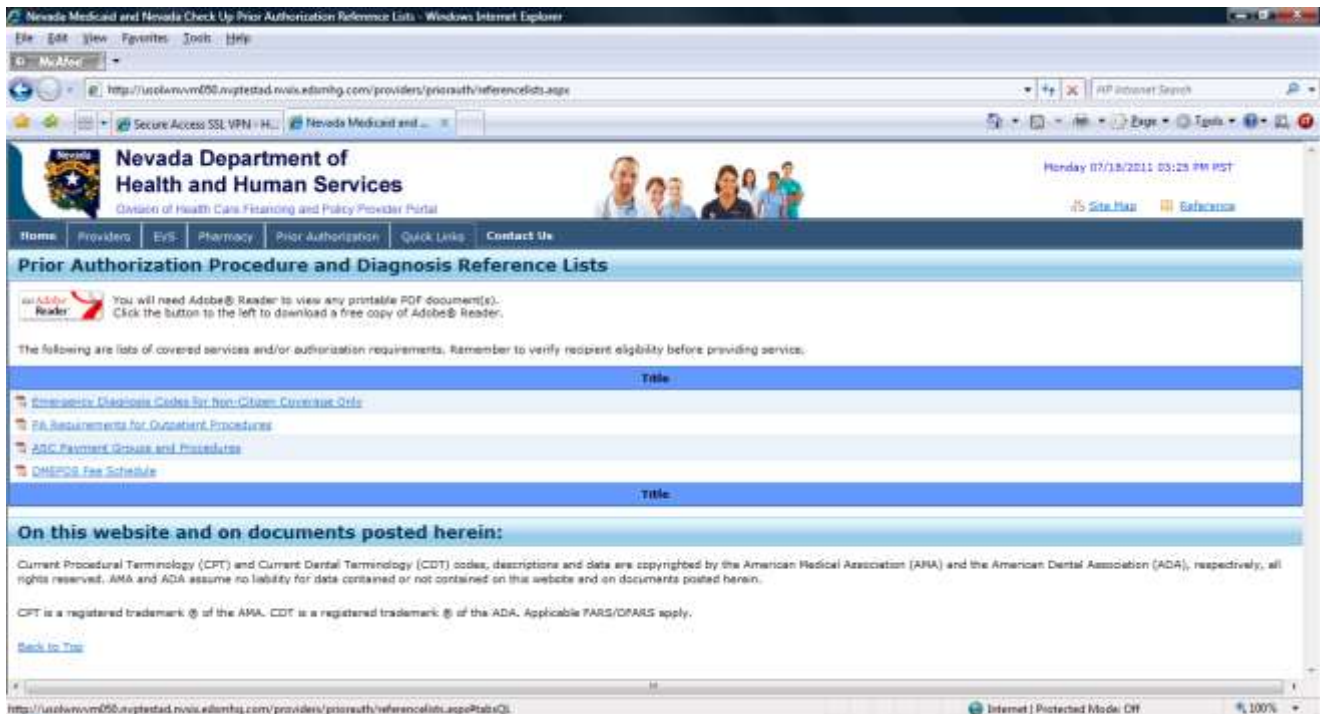 Nevada Medicaid and Nevada Check Up Prior Authorization Reference Lists - Windows Internet Explorer
File Edit View Favorites Tools Help
McAfee
providers/priorauth/referencelists.aspx
Secure Access SSL VPN - H... Nevada Medicaid and ... Page Tools
Nevada
Nevada Department of
Health and Human Services
Division of Health Care Financing and Policy Provider Portal
Monday 07/18/2011 03:25 PM PST
Site Map Reference
Home Providers EVS Pharmacy Prior Authorization Quick Links Contact Us
Prior Authorization Procedure and Diagnosis Reference Lists
Adobe
Reader
You will need Adobe® Reader to view any printable PDF document(s).
Click the button to the left to download a free copy of Adobe® Reader.
The following are lists of covered services and/or authorization requirements. Remember to verify recipient eligibility before providing service.
Title
Emergency Diagnosis Codes for Non-Citizen Coverage Only
PA Requirements for Outpatient Procedures
ASC Payment Groups and Procedures
DMEPOS Fee Schedule
Title
On this website and on documents posted herein:
Current Procedural Terminology (CPT) and Current Dental Terminology (CDT) codes, descriptions and data are copyrighted by the American Medical Association (AMA) and the American Dental Association (ADA), respectively, all
rights reserved. AMA and ADA assume no liability for data contained or not contained on this website and on documents posted herein.
CPT is a registered trademark ® of the AMA. CDT is a registered trademark ® of the ADA. Applicable FARS/DFARS apply.
Back to Top
Internet | Protected Mode: Off 100%